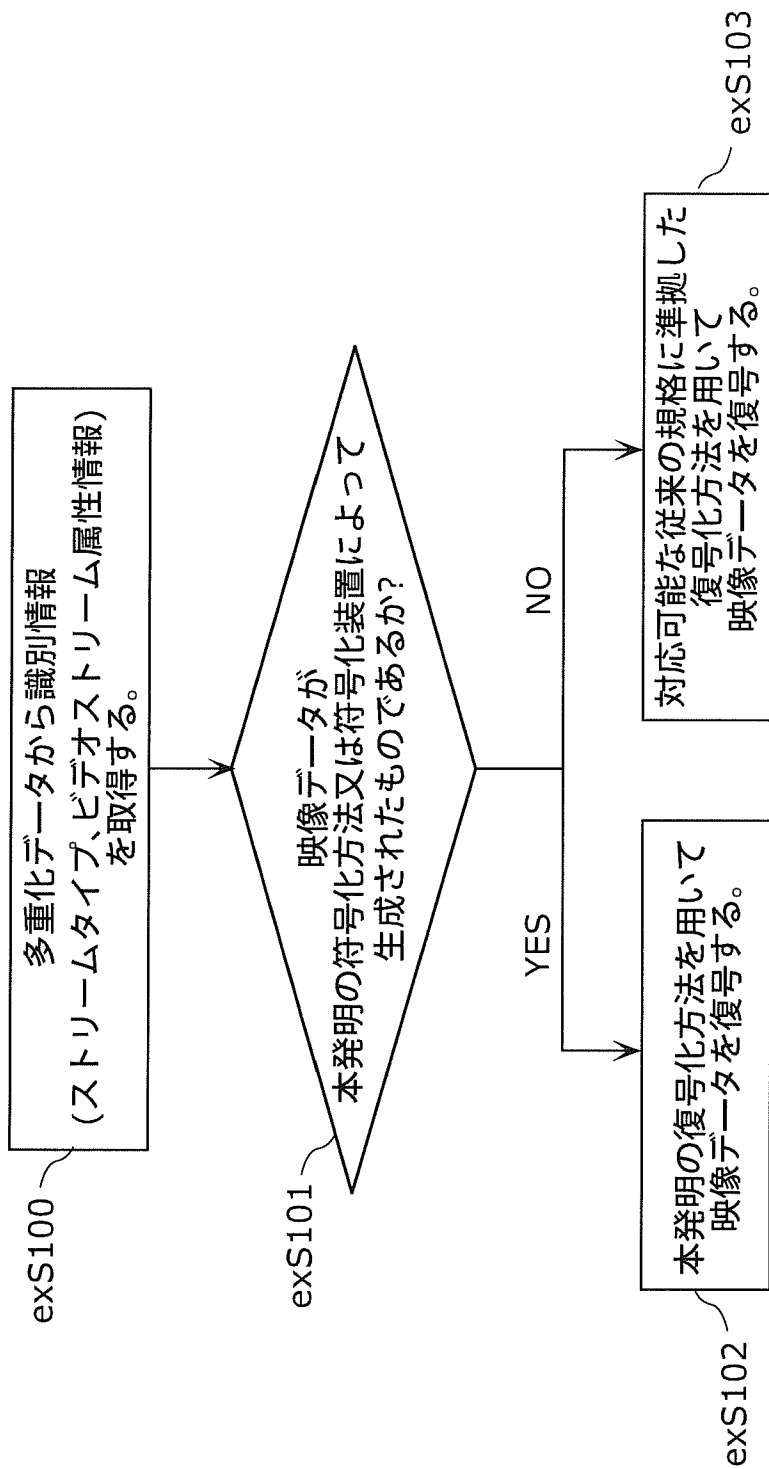 exS100
多重化データから識別情報
(ストリームタイプ、ビデオストリーム属性情報)
を取得する。
exS101
映像データが
本発明の符号化方法又は符号化装置によって
生成されたものであるか?
YES
NO
exS102
本発明の復号化方法を用いて
映像データを復号する。
exS103
対応可能な従来の規格に準拠した
復号化方法を用いて
映像データを復号する。